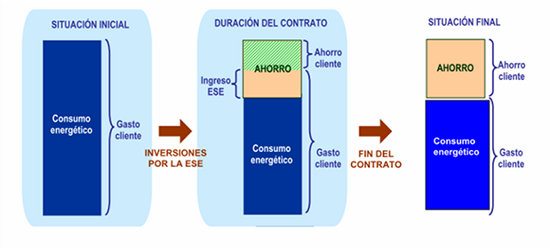 SITUACIÓN INICIAL
Consumo
energético
Gasto
cliente
INVERSIONES
POR LA ESE
DURACIÓN DEL CONTRATO
AHORRO
Ahorro
cliente
Ingreso
ESE
Consumo
energético
Gasto
cliente
FIN DEL
CONTRATO
SITUACIÓN FINAL
AHORRO
Ahorro
cliente
Consumo
energético
Gasto
cliente